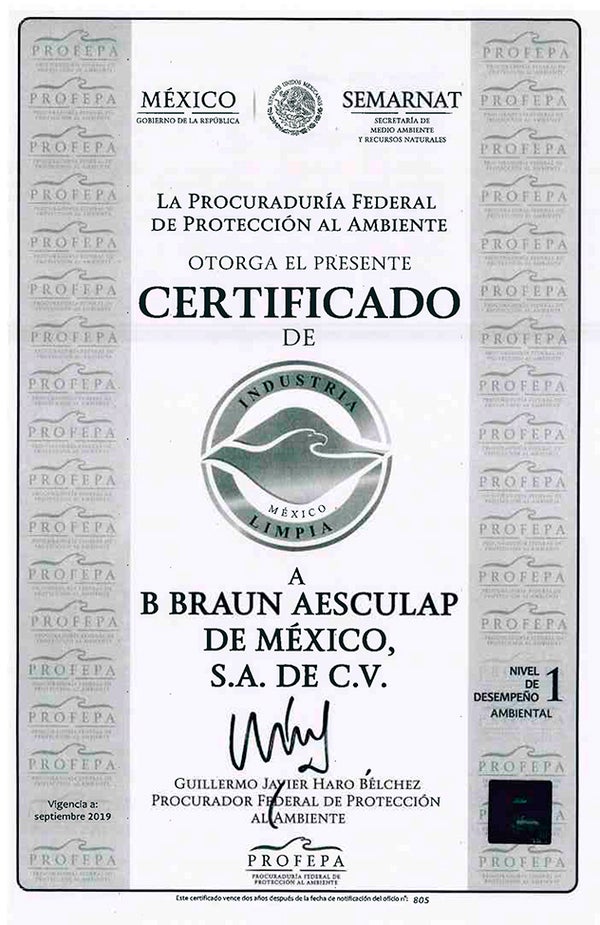 MÉXICO
GOBIERNO DE LA REPÚBLICA
ESTADOS UNIDOS MEXICANOS
SEMARNAT
SECRETARÍA DE
MEDIO AMBIENTE
Y RECURSOS NATURALES
LA PROCURADURÍA FEDERAL
DE PROTECCIÓN AL AMBIENTE
OTORGA EL PRESENTE
CERTIFICADO
DE
INDUSTRIA
MÉXICO
LIMPIA
A
B BRAUN AESCULAP
DE MÉXICO,
S.A. DE C.V.
NIVEL
DE
DESEMPEÑO 1
AMBIENTAL
GUILLERMO JAVIER HARO BÉLCHEZ
PROCURADOR FEDERAL DE PROTECCIÓN
AL AMBIENTE
Vigencia a:
septiembre 2019
PROFEPA
PROCURADURÍA FEDERAL DE
PROTECCIÓN AL AMBIENTE
Este certificado vence dos años después de la fecha de notificación del oficio n°: 805